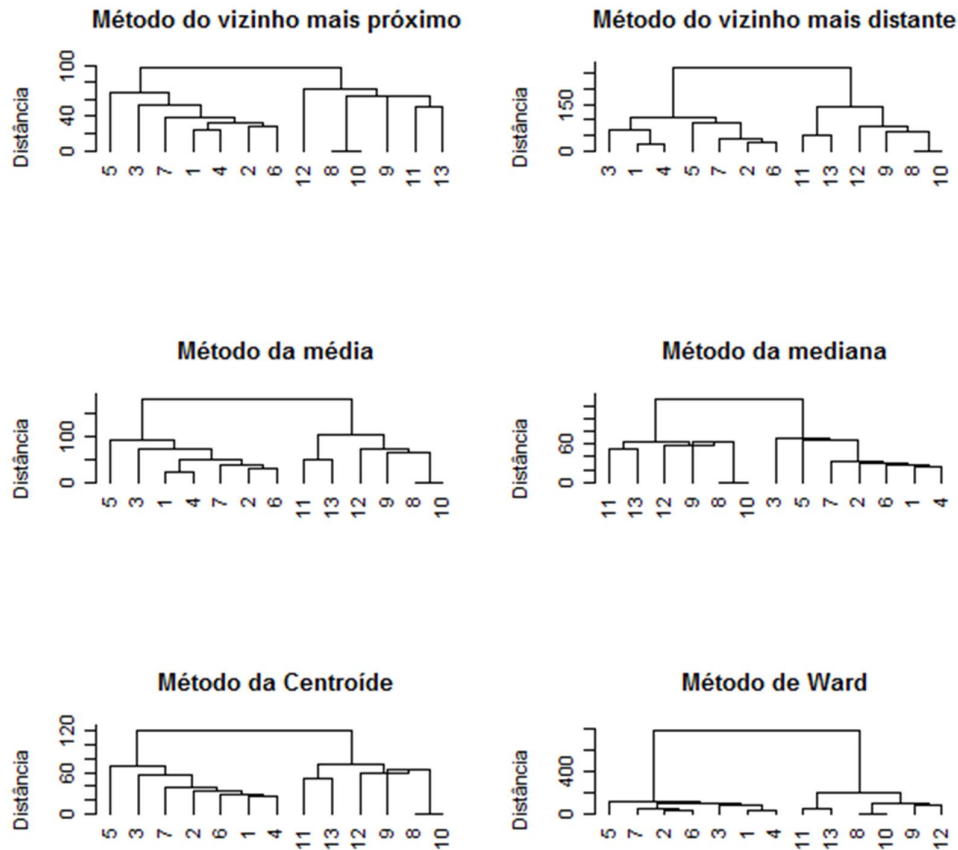 Método do vizinho mais próximo
Distância
100
40
0
5 3 7 1 4 2 6 12 8 10 9 11 13
Método do vizinho mais distante
Distância
150
0
3 1 4 5 7 2 6 11 13 12 9 8 10
Método da média
Distância
100
0
5 3 1 4 7 2 6 11 13 12 9 8 10
Método da mediana
Distância
60
0
11 13 12 9 8 10 3 5 7 2 6 1 4
Método da Centroíde
Distância
120
60
0
5 3 7 2 6 1 4 11 13 12 9 8 10
Método de Ward
Distância
400
0
5 7 2 6 3 1 4 11 13 8 10 9 12